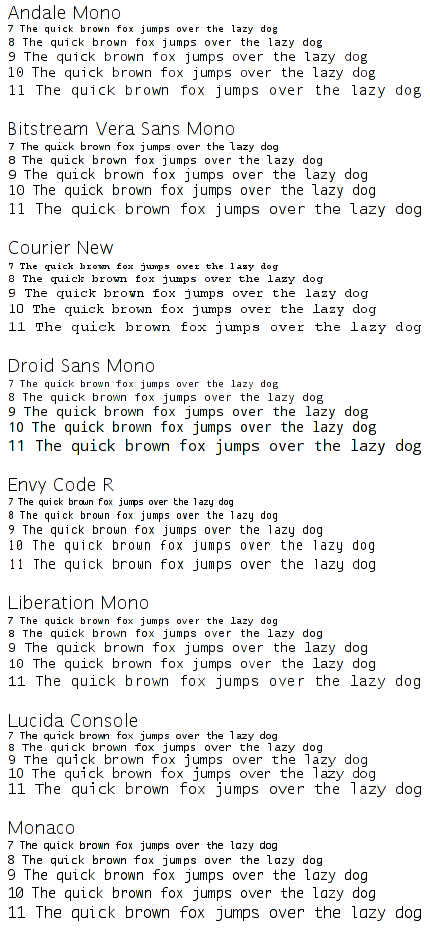 Andale Mono
7 The quick brown fox jumps over the lazy dog
8 The quick brown fox jumps over the lazy dog
9 The quick brown fox jumps over the lazy dog
10 The quick brown fox jumps over the lazy dog
11 The quick brown fox jumps over the lazy dog
Bitstream Vera Sans Mono
7 The quick brown fox jumps over the lazy dog
8 The quick brown fox jumps over the lazy dog
9 The quick brown fox jumps over the lazy dog
10 The quick brown fox jumps over the lazy dog
11 The quick brown fox jumps over the lazy dog
Courier New
7 The quick brown fox jumps over the lazy dog
8 The quick brown fox jumps over the lazy dog
9 The quick brown fox jumps over the lazy dog
10 The quick brown fox jumps over the lazy dog
11 The quick brown fox jumps over the lazy dog
Droid Sans Mono
7 The quick brown fox jumps over the lazy dog
8 The quick brown fox jumps over the lazy dog
9 The quick brown fox jumps over the lazy dog
10 The quick brown fox jumps over the lazy dog
11 The quick brown fox jumps over the lazy dog
Envy Code R
7 The quick brown fox jumps over the lazy dog
8 The quick brown fox jumps over the lazy dog
9 The quick brown fox jumps over the lazy dog
10 The quick brown fox jumps over the lazy dog
11 The quick brown fox jumps over the lazy dog
Liberation Mono
7 The quick brown fox jumps over the lazy dog
8 The quick brown fox jumps over the lazy dog
9 The quick brown fox jumps over the lazy dog
10 The quick brown fox jumps over the lazy dog
11 The quick brown fox jumps over the lazy dog
Lucida Console
7 The quick brown fox jumps over the lazy dog
8 The quick brown fox jumps over the lazy dog
9 The quick brown fox jumps over the lazy dog
10 The quick brown fox jumps over the lazy dog
11 The quick brown fox jumps over the lazy dog
Monaco
7 The quick brown fox jumps over the lazy dog
8 The quick brown fox jumps over the lazy dog
9 The quick brown fox jumps over the lazy dog
10 The quick brown fox jumps over the lazy dog
11 The quick brown fox jumps over the lazy dog